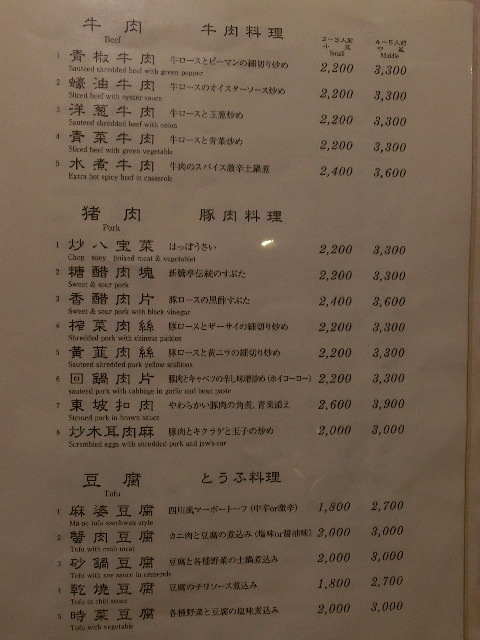 牛肉 牛肉料理 2~3人前 4~5人前
小盆 中盆
Beef Small Middle
1 青椒牛肉 牛ロースとピーマンの細切り炒め 2,200 3,300
Sauteed shredded beef with green pepper
2 蠔油牛肉 牛ロースのオイスターソース炒め 2,200 3,300
Sliced beef with oyster sauce
3 洋葱牛肉 牛ロースと玉葱炒め 2,200 3,300
Sauteed shredded beef with onion
4 青菜牛肉 牛ロースと青菜炒め 2,200 3,300
Sliced beef with green vegetable
5 水煮牛肉 牛肉のスパイス激辛土鍋煮 2,400 3,600
Extra hot spicy beef in casserole
猪肉 豚肉料理
Pork
1 炒八宝菜 はっぽうさい 2,200 3,300
Chop suey (mixed meat & vegetable)
2 糖醋肉塊 新橋亭伝統のすぶた 2,200 3,300
Sweet & sour pork
3 香醋肉片 豚ロースの黒酢すぶた 2,400 3,600
Sweet & sour pork with black vinegar
4 搾菜肉絲 豚ロースとザーサイの細切り炒め 2,200 3,300
Shredded pork with chinese pickles
5 黄韮肉絲 豚ロースと黄ニラの細切り炒め 2,200 3,300
Sauteed shredded pork yellow scallions
6 回鍋肉片 豚肉とキャベツの辛し味噌炒め(ホイコーロー) 2,200 3,300
sauteed pork with cabbage in garlic and bean paste
7 東坡扣肉 やわらかい豚肉の角煮、青菜添え 2,600 3,900
Stewed pork in brown sauce
8 炒木耳肉麻 豚肉とキクラゲと玉子の炒め 2,000 3,000
Scrambled eggs with shredded pork and jew's-ear
豆腐 とうふ料理
Tofu
1 麻婆豆腐 四川風マーボートーフ(中辛or激辛) 1,800 2,700
Ma-po tofu szechwan style
2 蟹肉豆腐 カニ肉と豆腐の煮込み(塩味or醤油味) 2,000 3,000
Tofu with crab meat
3 砂鍋豆腐 豆腐と各種野菜の土鍋煮込み 2,000 3,000
Tofu with soy sauce in casserole
4 乾焼豆腐 豆腐のチリソース煮込み 1,800 2,700
Tofu in chili sauce
5 時菜豆腐 各種野菜と豆腐の塩味煮込み 2,000 3,000
Tofu with vegetable